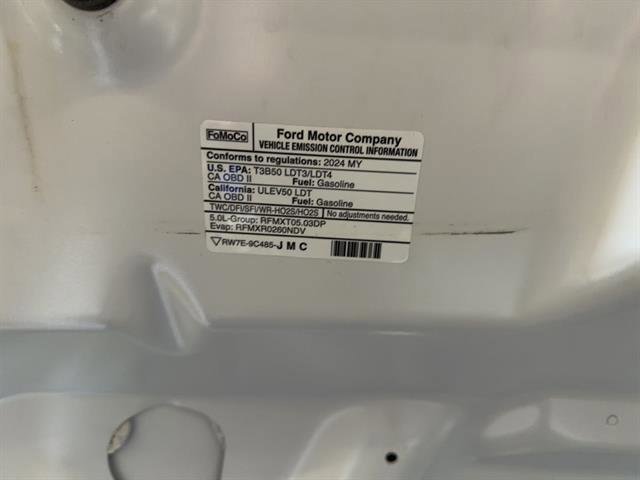 FoMoCo
Ford Motor Company
VEHICLE EMISSION CONTROL INFORMATION
Conforms to regulations: 2024 MY
U.S. EPA: T3B50 LDT3/LDT4
CA OBD II Fuel: Gasoline
California: ULEV50 LDT
CA OBD II Fuel: Gasoline
TWC/DFI/SFI/WR-HO2S/HO2S No adjustments needed.
5.0L-Group: RFMXT05.03DP
Evap: RFMXR0260NDV
RW7E-9C485-JMC